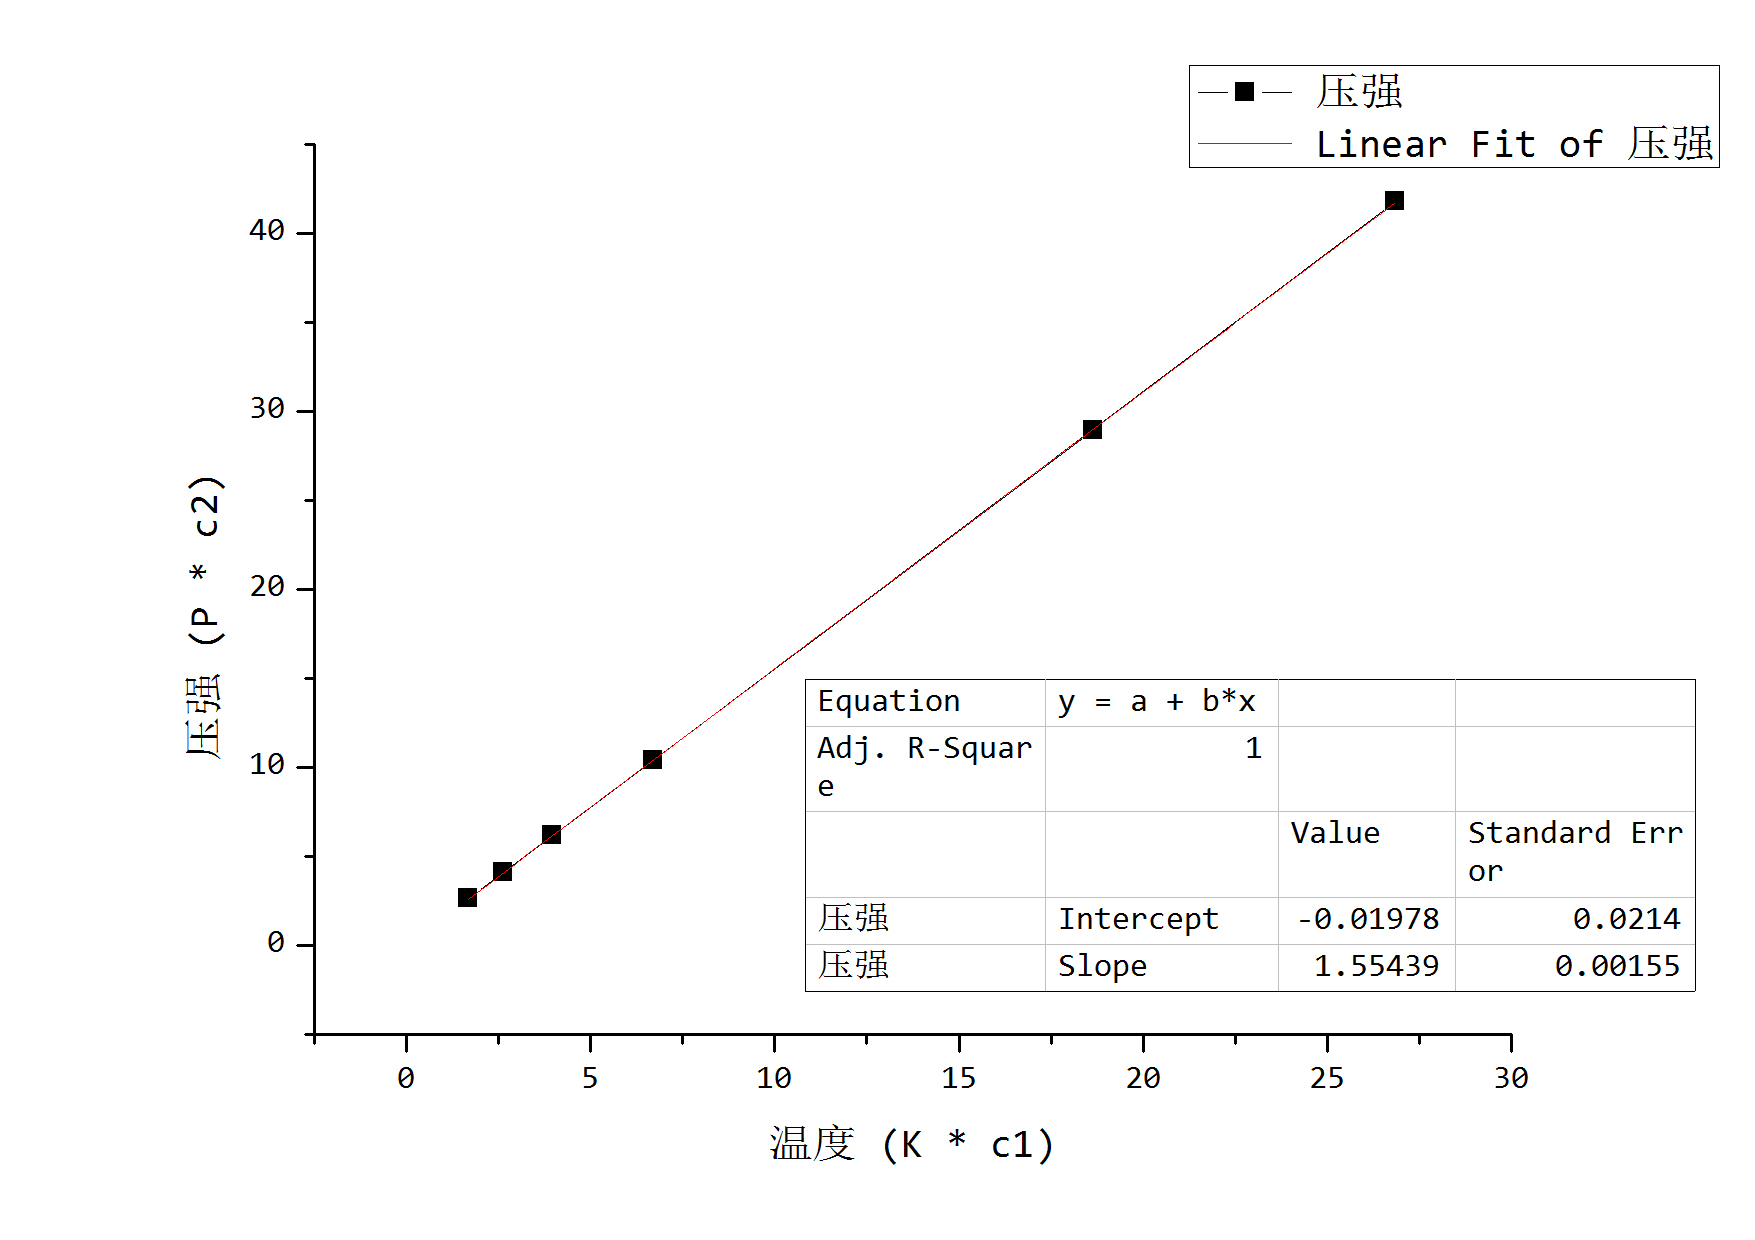 压强
Linear Fit of 压强
40
30
20
10
0
压强 (P * c2)
Equation y = a + b*x
Adj. R-Squar 1
e
Value Standard Err
or
压强 Intercept -0.01978 0.0214
压强 Slope 1.55439 0.00155
0 5 10 15 20 25 30
温度 (K * c1)